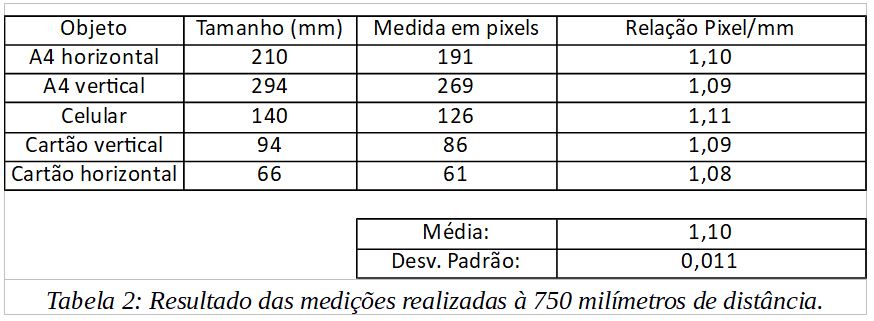 Objeto Tamanho (mm) Medida em pixels Relação Pixel/mm
A4 horizontal 210 191 1,10
A4 vertical 294 269 1,09
Celular 140 126 1,11
Cartão vertical 94 86 1,09
Cartão horizontal 66 61 1,08
Média: 1,10
Desv. Padrão: 0,011
Tabela 2: Resultado das medições realizadas à 750 milímetros de distância.